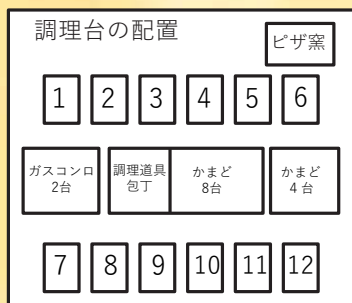 調理台の配置
ピザ窯
1 2 3 4 5 6
ガスコンロ 調理道具 かまど かまど
2台 包丁 8台 4台
7 8 9 10 11 12